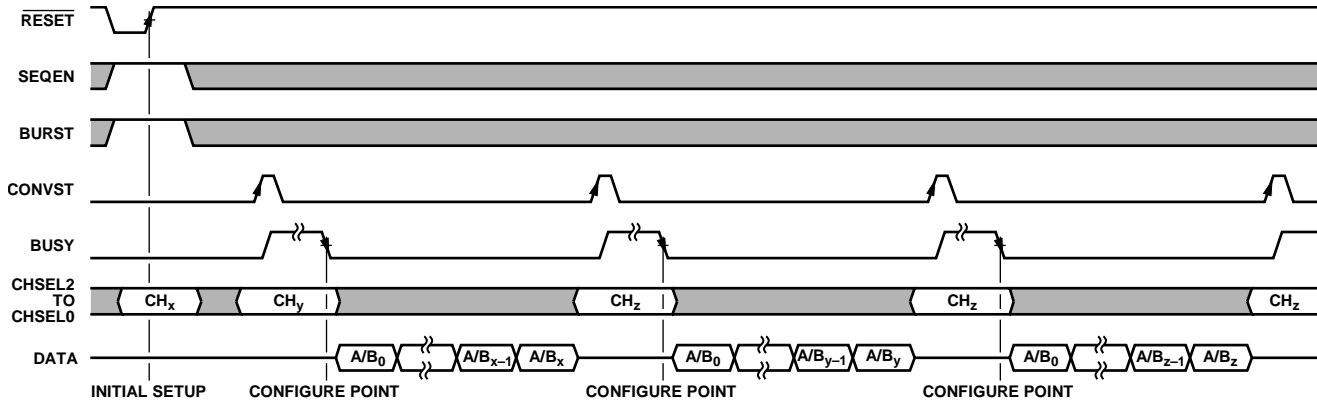 RESET
SEQEN
BURST
CONVST
BUSY
CHSEL2
TO
CHSEL0
CHx CHy CHz CHz CHz
DATA
A/B0 A/Bx–1 A/Bx A/B0 A/By–1 A/By A/B0 A/Bz–1 A/Bz
INITIAL SETUP CONFIGURE POINT CONFIGURE POINT CONFIGURE POINT